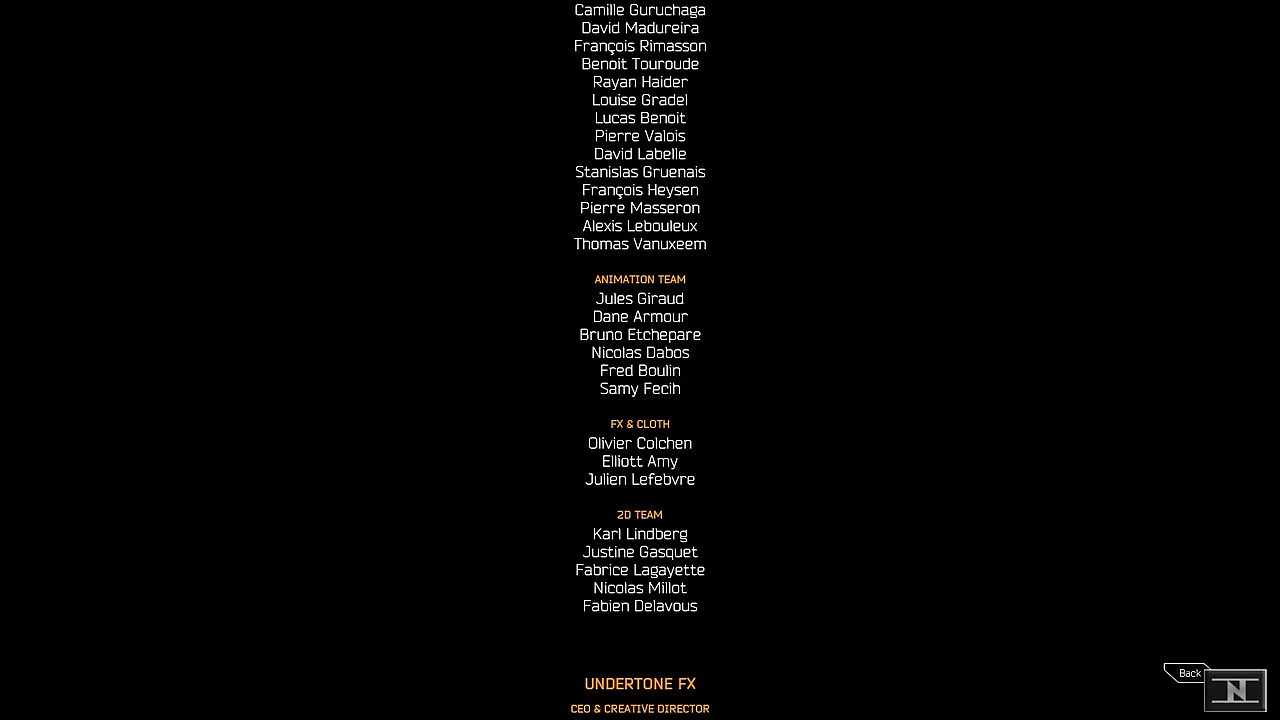 Camille Guruchaga
David Madureira
François Rimasson
Benoit Touroude
Rayan Haider
Louise Gradel
Lucas Benoit
Pierre Valois
David Labelle
Stanislas Gruenais
François Heysen
Pierre Masseron
Alexis Lebouleux
Thomas Vanuxeem
ANIMATION TEAM
Jules Giraud
Dane Armour
Bruno Etchepare
Nicolas Dabos
Fred Boulin
Samy Fecih
FX & CLOTH
Olivier Colchen
Elliott Amy
Julien Lefebvre
2D TEAM
Karl Lindberg
Justine Gasquet
Fabrice Lagayette
Nicolas Millot
Fabien Delavous
Back
UNDERTONE FX
CEO & CREATIVE DIRECTOR